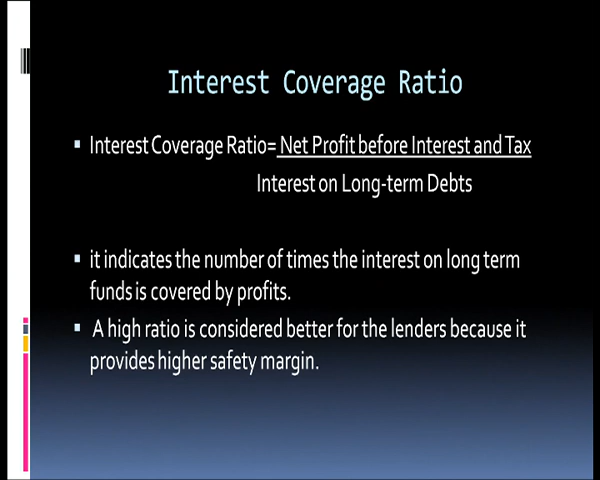 Interest Coverage Ratio
▪ Interest Coverage Ratio= Net Profit before Interest and Tax
Interest on Long-term Debts
▪ it indicates the number of times the interest on long term
funds is covered by profits.
▪ A high ratio is considered better for the lenders because it
provides higher safety margin.